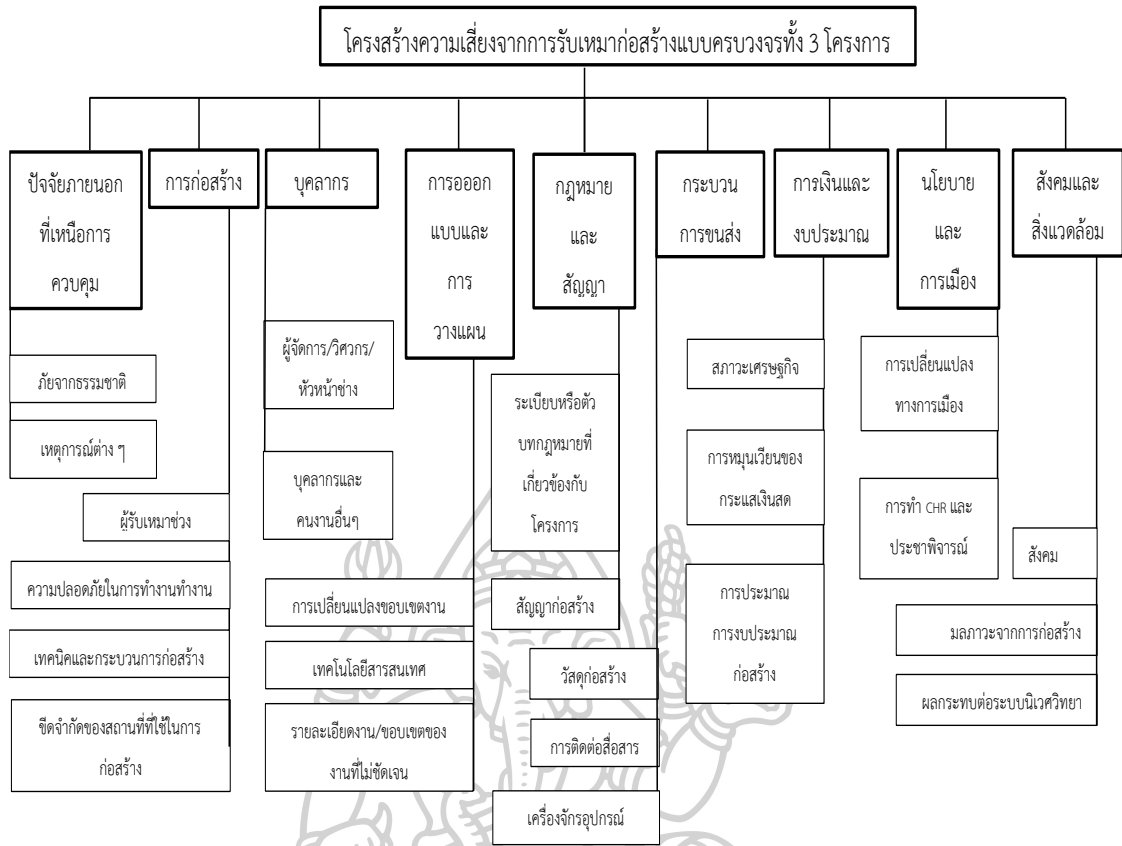 โครงสร้างความเสี่ยงจากการรับเหมาก่อสร้างแบบครบวงจรทั้ง 3 โครงการ
ปัจจัยภายนอก
ที่เหนือการ
ควบคุม
ภัยจากธรรมชาติ
เหตุการณ์ต่าง ๆ
การก่อสร้าง
ผู้รับเหมาช่วง
ความปลอดภัยในการทำงานทำงาน
เทคนิคและกระบวนการก่อสร้าง
ขีดจำกัดของสถานที่ที่ใช้ในการ
ก่อสร้าง
บุคลากร
ผู้จัดการ/วิศวกร/
หัวหน้าช่าง
บุคลากรและ
คนงานอื่นๆ
การอออก
แบบและ
การ
วางแผน
การเปลี่ยนแปลงขอบเขตงาน
เทคโนโลยีสารสนเทศ
รายละเอียดงาน/ขอบเขตของ
งานที่ไม่ชัดเจน
กฎหมาย
และ
สัญญา
ระเบียบหรือตัว
บทกฎหมายที่
เกี่ยวข้องกับ
โครงการ
สัญญาก่อสร้าง
กระบวน
การขนส่ง
วัสดุก่อสร้าง
การติดต่อสื่อสาร
เครื่องจักรอุปกรณ์
การเงินและ
งบประมาณ
สภาวะเศรษฐกิจ
การหมุนเวียนของ
กระแสเงินสด
การประมาณ
การงบประมาณ
ก่อสร้าง
นโยบาย
และ
การเมือง
การเปลี่ยนแปลง
ทางการเมือง
การทำ CHR และ
ประชาพิจารณ์
สังคมและ
สิ่งแวดล้อม
สังคม
มลภาวะจากการก่อสร้าง
ผลกระทบต่อระบบนิเวศวิทยา